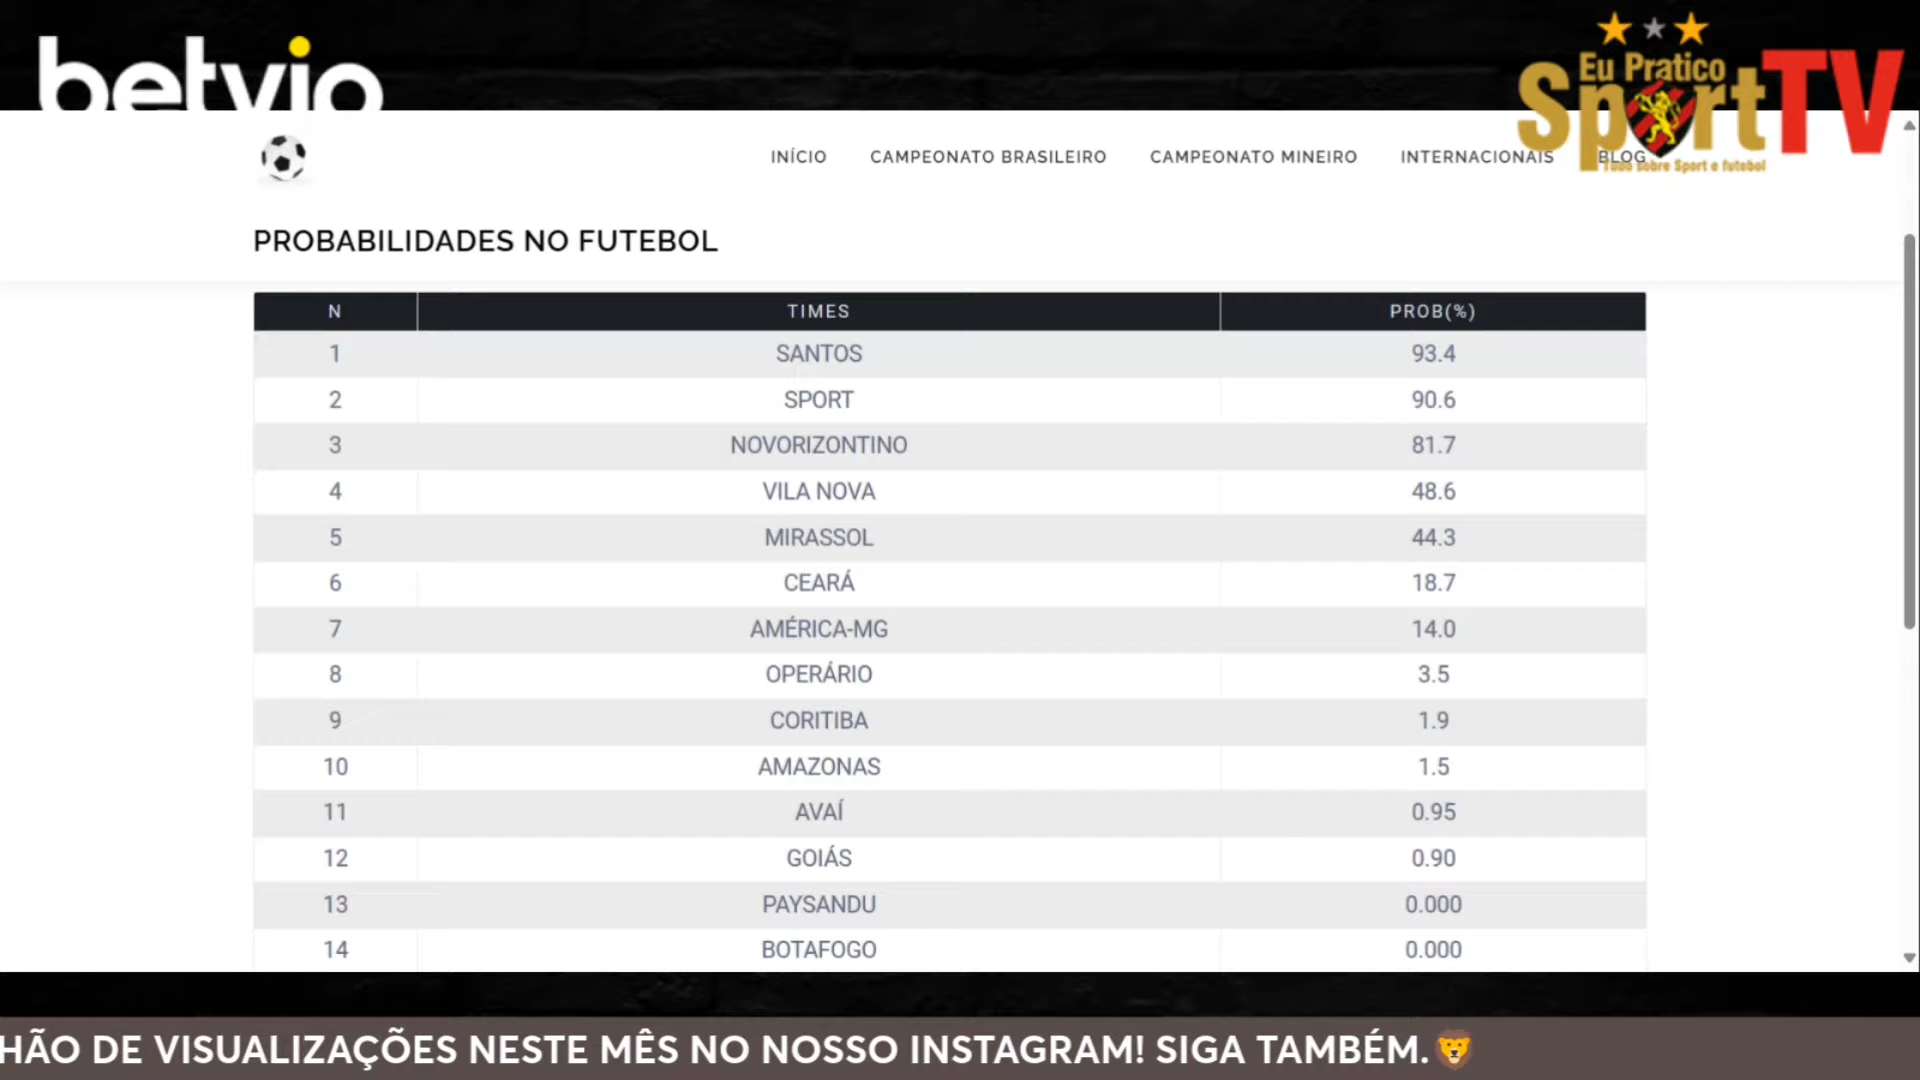 betvio
Eu Pratico
Sport TV
Tudo sobre Sport e futebol
INÍCIO CAMPEONATO BRASILEIRO CAMPEONATO MINEIRO INTERNACIONAIS BLOG
PROBABILIDADES NO FUTEBOL
N TIMES PROB(%)
1 SANTOS 93.4
2 SPORT 90.6
3 NOVORIZONTINO 81.7
4 VILA NOVA 48.6
5 MIRASSOL 44.3
6 CEARÁ 18.7
7 AMÉRICA-MG 14.0
8 OPERÁRIO 3.5
9 CORITIBA 1.9
10 AMAZONAS 1.5
11 AVAÍ 0.95
12 GOIÁS 0.90
13 PAYSANDU 0.000
14 BOTAFOGO 0.000
HÃO DE VISUALIZAÇÕES NESTE MÊS NO NOSSO INSTAGRAM! SIGA TAMBÉM.🦁